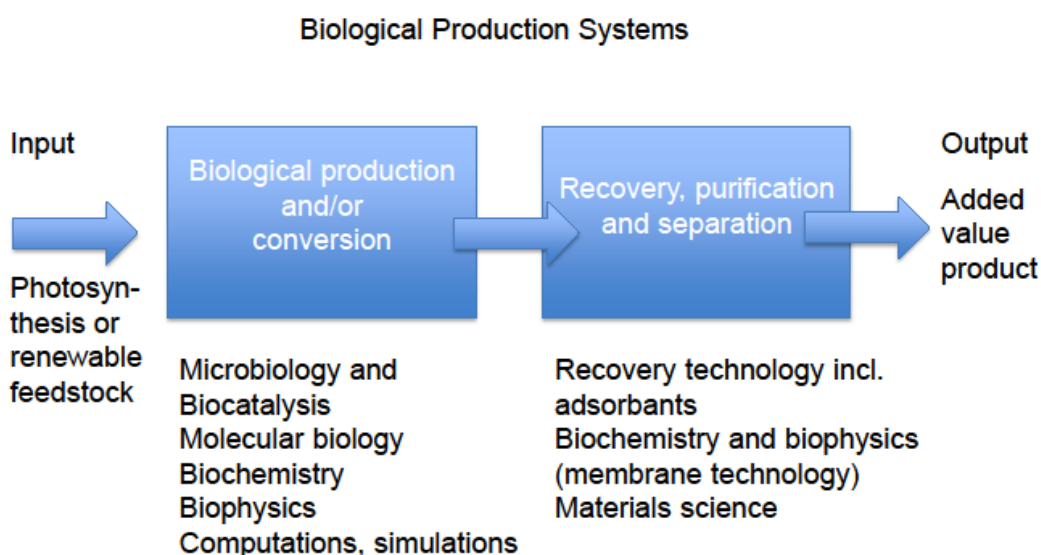 Biological Production Systems
Input
Photosyn-
thesis or
renewable
feedstock
Biological production
and/or
conversion
Microbiology and
Biocatalysis
Molecular biology
Biochemistry
Biophysics
Computations, simulations
Recovery, purification
and separation
Recovery technology incl.
adsorbants
Biochemistry and biophysics
(membrane technology)
Materials science
Output
Added
value
product